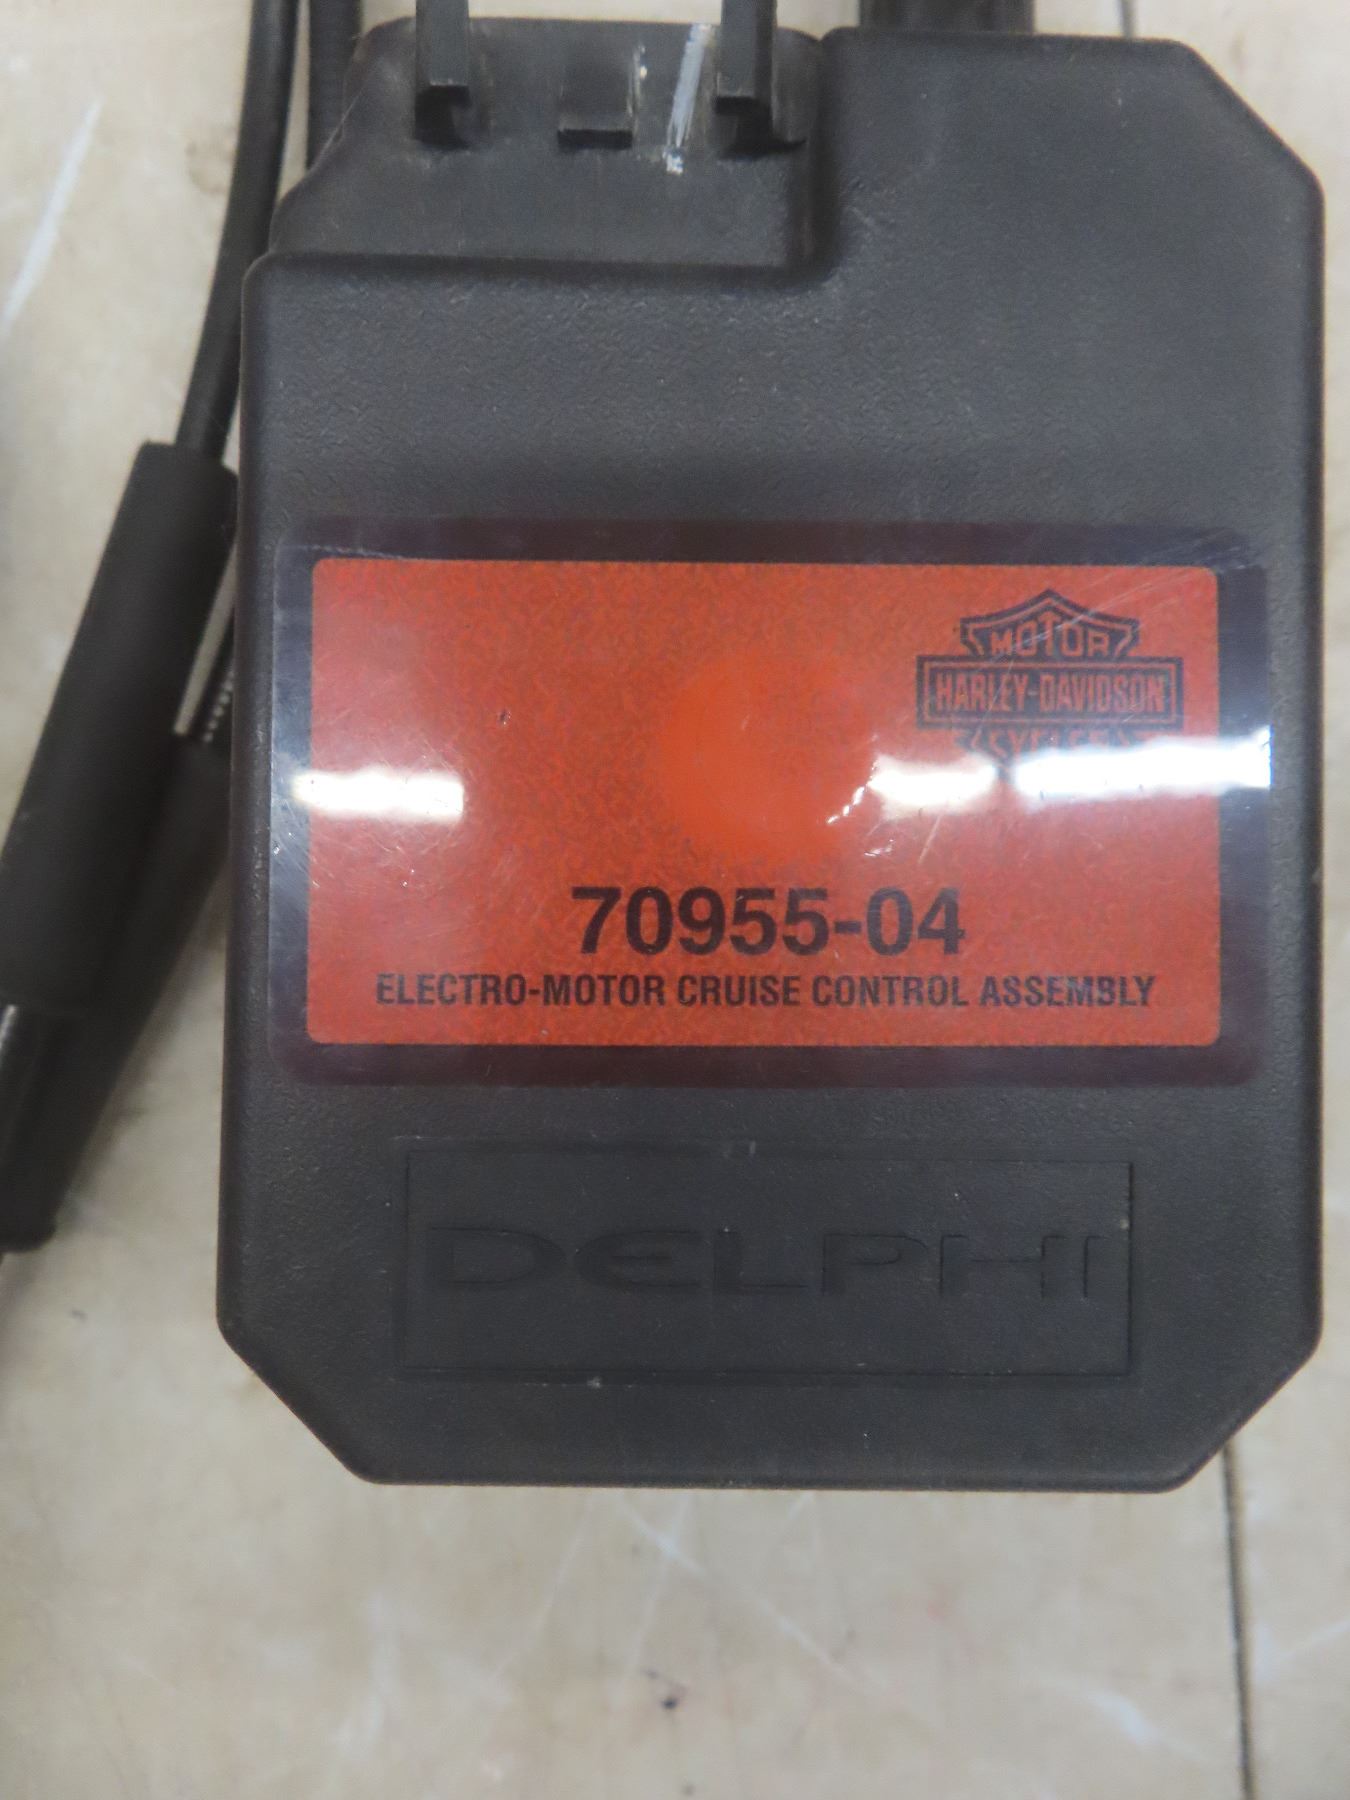 MOTOR
HARLEY-DAVIDSON
CYCLES
70955-04
ELECTRO-MOTOR CRUISE CONTROL ASSEMBLY
DELPHI